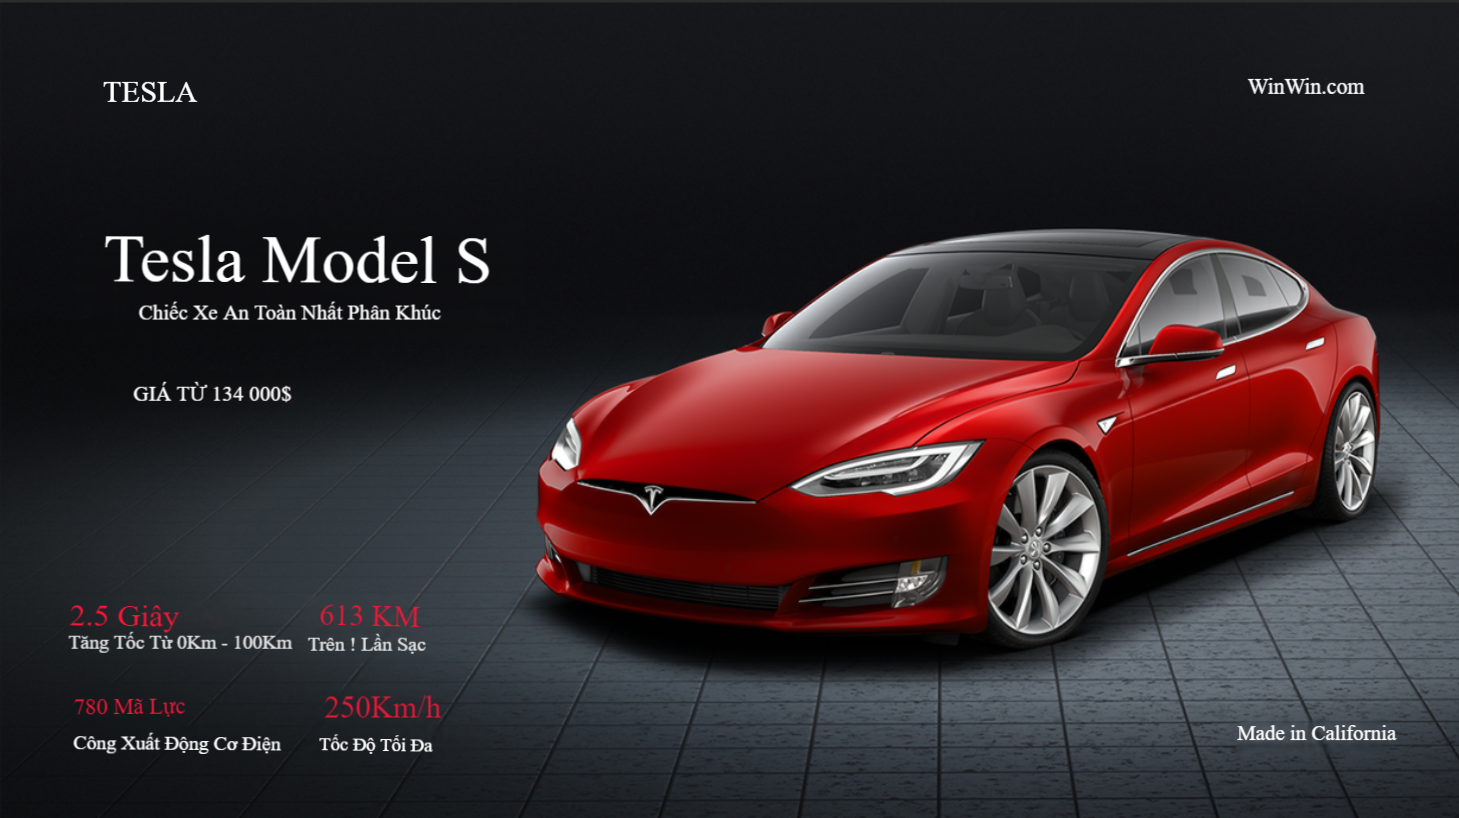 TESLA
WinWin.com
Tesla Model S
Chiếc Xe An Toàn Nhất Phân Khúc
GIÁ TỪ 134 000$
2.5 Giây
613 KM
Tăng Tốc Từ 0Km - 100Km
Trên ! Lần Sạc
780 Mã Lực
250Km/h
Công Xuất Động Cơ Điện
Tốc Độ Tối Đa
Made in California